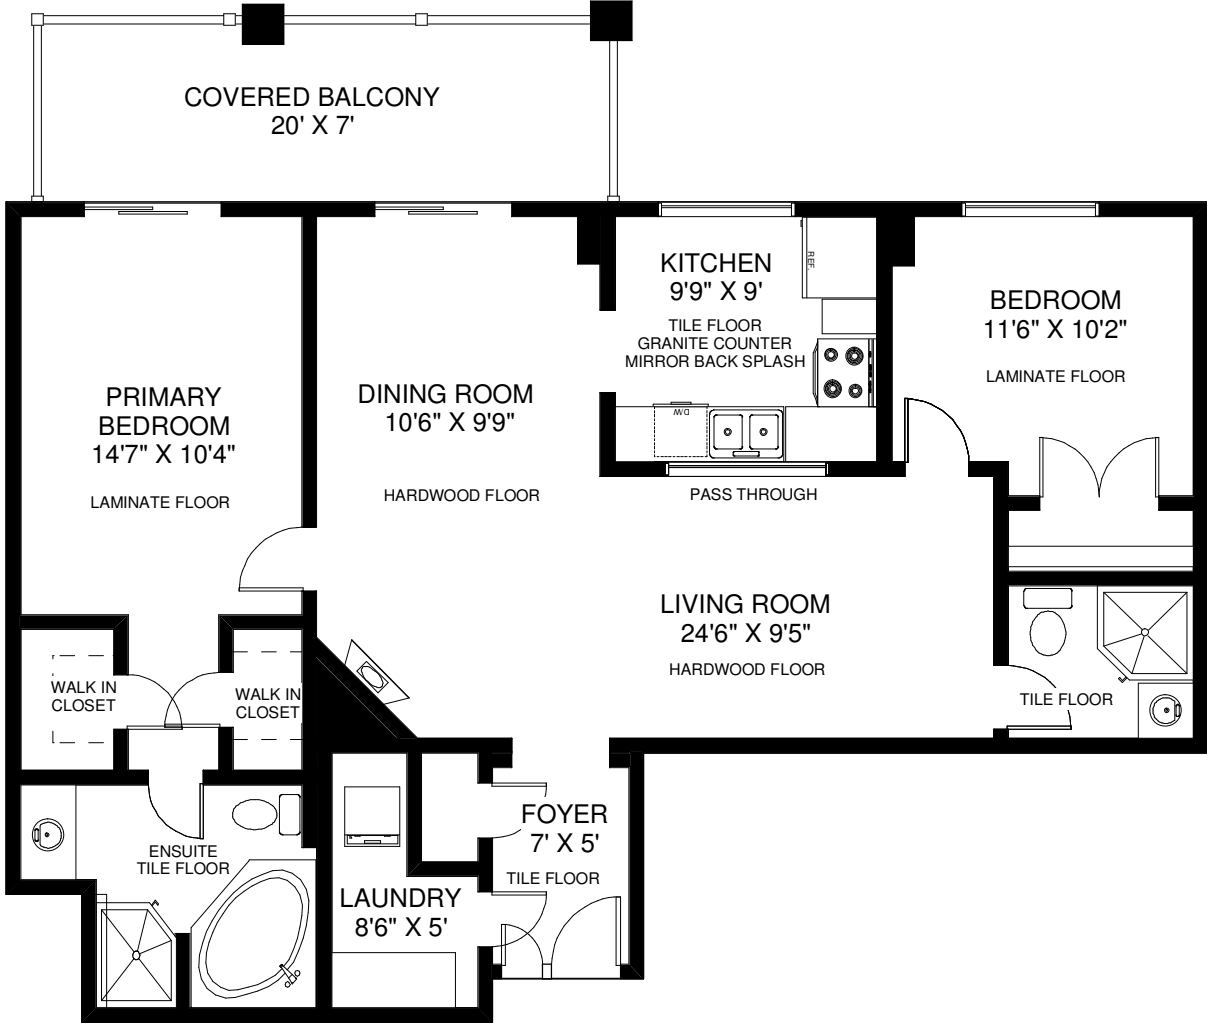 COVERED BALCONY
20' X 7'
KITCHEN
9'9" X 9'
TILE FLOOR
GRANITE COUNTER
MIRROR BACK SPLASH
REF.
D/W
PASS THROUGH
BEDROOM
11'6" X 10'2"
LAMINATE FLOOR
PRIMARY
BEDROOM
14'7" X 10'4"
LAMINATE FLOOR
DINING ROOM
10'6" X 9'9"
HARDWOOD FLOOR
LIVING ROOM
24'6" X 9'5"
HARDWOOD FLOOR
WALK IN
CLOSET
WALK IN
CLOSET
TILE FLOOR
ENSUITE
TILE FLOOR
FOYER
7' X 5'
TILE FLOOR
LAUNDRY
8'6" X 5'